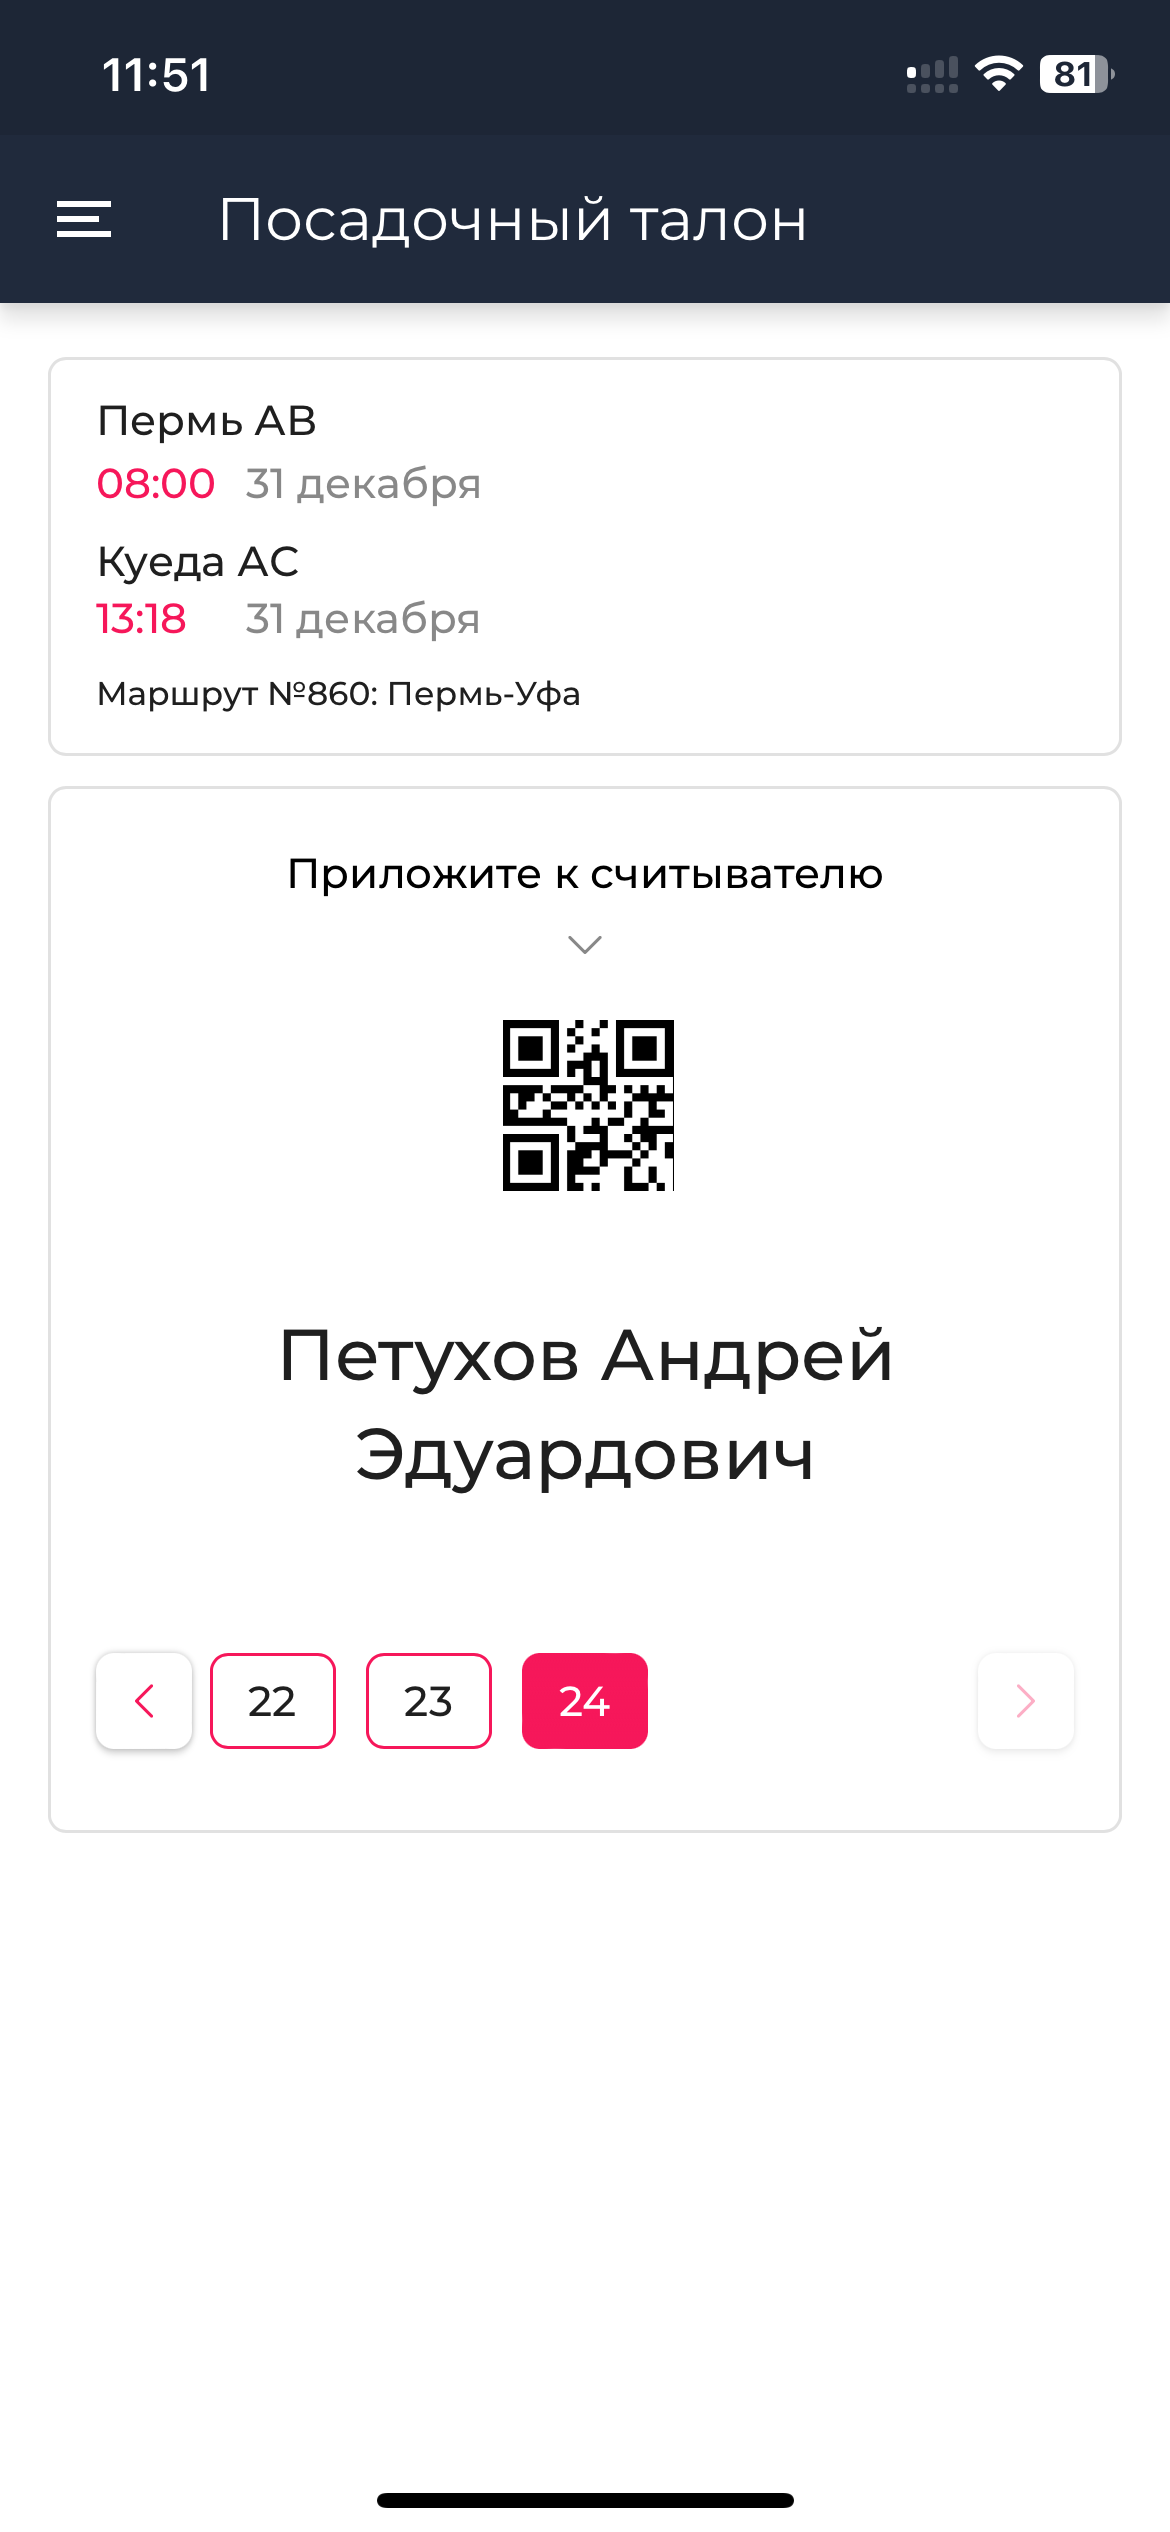 11:51
81
Посадочный талон
Пермь АВ
08:00 31 декабря
Куеда АС
13:18 31 декабря
Маршрут №860: Пермь-Уфа
Приложите к считывателю
Петухов Андрей
Эдуардович
22 23 24